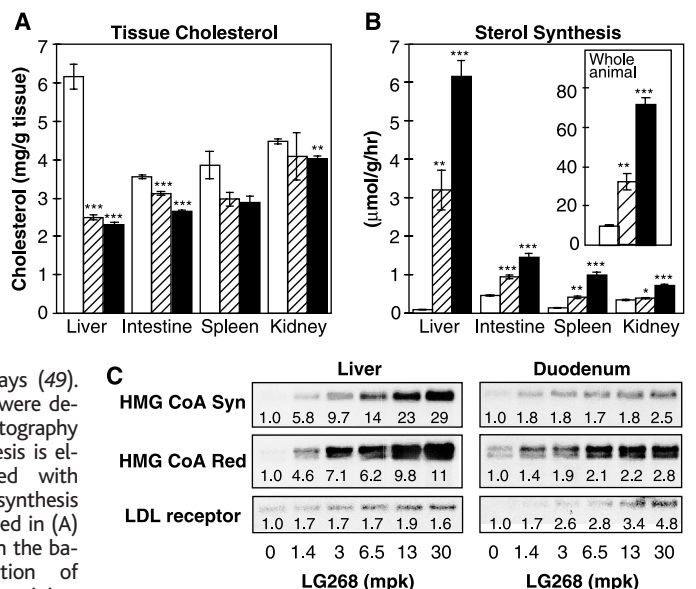 A
Tissue Cholesterol
Cholesterol (mg/g tissue)
7
6
5
4
3
2
1
0
***
***
***
***
**
Liver Intestine Spleen Kidney
B
Sterol Synthesis
(µmol/g/hr)
7
6
5
4
3
2
1
0
**
***
***
***
**
***
*
***
Liver Intestine Spleen Kidney
Whole
animal
80
60
40
20
0
**
***
ays (49).
were de-
tography
esis is el-
ed with
synthesis
ed in (A)
n the ba-
tion of
C
Liver Duodenum
HMG CoA Syn
1.0 5.8 9.7 14 23 29
1.0 1.8 1.8 1.7 1.8 2.5
HMG CoA Red
1.0 4.6 7.1 6.2 9.8 11
1.0 1.4 1.9 2.1 2.2 2.8
LDL receptor
1.0 1.7 1.7 1.7 1.9 1.6
1.0 1.7 2.6 2.8 3.4 4.8
0 1.4 3 6.5 13 30
0 1.4 3 6.5 13 30
LG268 (mpk) LG268 (mpk)